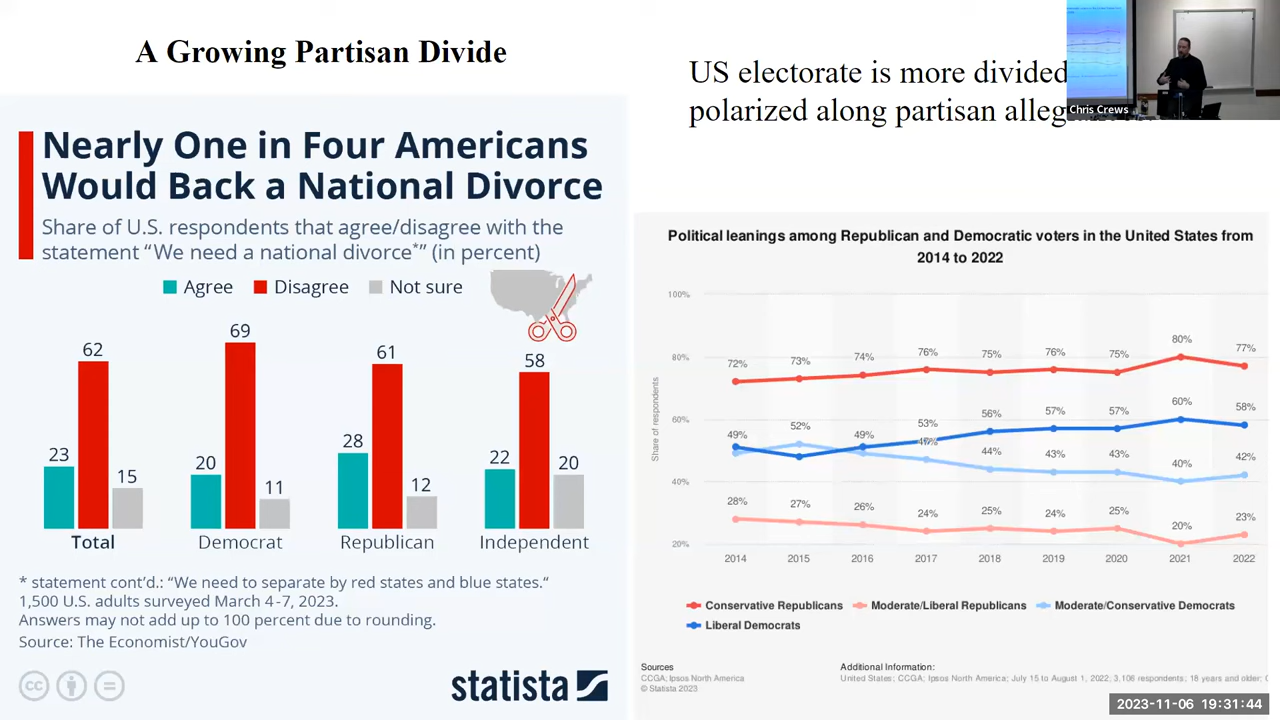 A Growing Partisan Divide
US electorate is more divided
polarized along partisan
Chris Crews
Nearly One in Four Americans
Would Back a National Divorce
Share of U.S. respondents that agree/disagree with the
statement “We need a national divorce*” (in percent)
Agree Disagree Not sure
62 69 61 58
23 15 20 11 28 12 22 20
Total Democrat Republican Independent
* statement cont’d.: “We need to separate by red states and blue states.“
1,500 U.S. adults surveyed March 4-7, 2023.
Answers may not add up to 100 percent due to rounding.
Source: The Economist/YouGov
cc
statista
Political leanings among Republican and Democratic voters in the United States from
2014 to 2022
Share of respondents
100%
80%
60%
40%
20%
72% 73% 74% 76% 75% 76% 75% 80% 77%
49% 52% 49% 53% 56% 57% 57% 60% 58%
47% 44% 43% 43% 40% 42%
28% 27% 26% 24% 25% 24% 25% 20% 23%
2014 2015 2016 2017 2018 2019 2020 2021 2022
Conservative Republicans Moderate/Liberal Republicans Moderate/Conservative Democrats
Liberal Democrats
Sources
CCGA; Ipsos North America
© Statista 2023
Additional Information:
United States; CCGA; Ipsos North America; July 15 to August 1, 2022; 3,106 respondents; 18 years and older;
2023-11-06 19:31:44